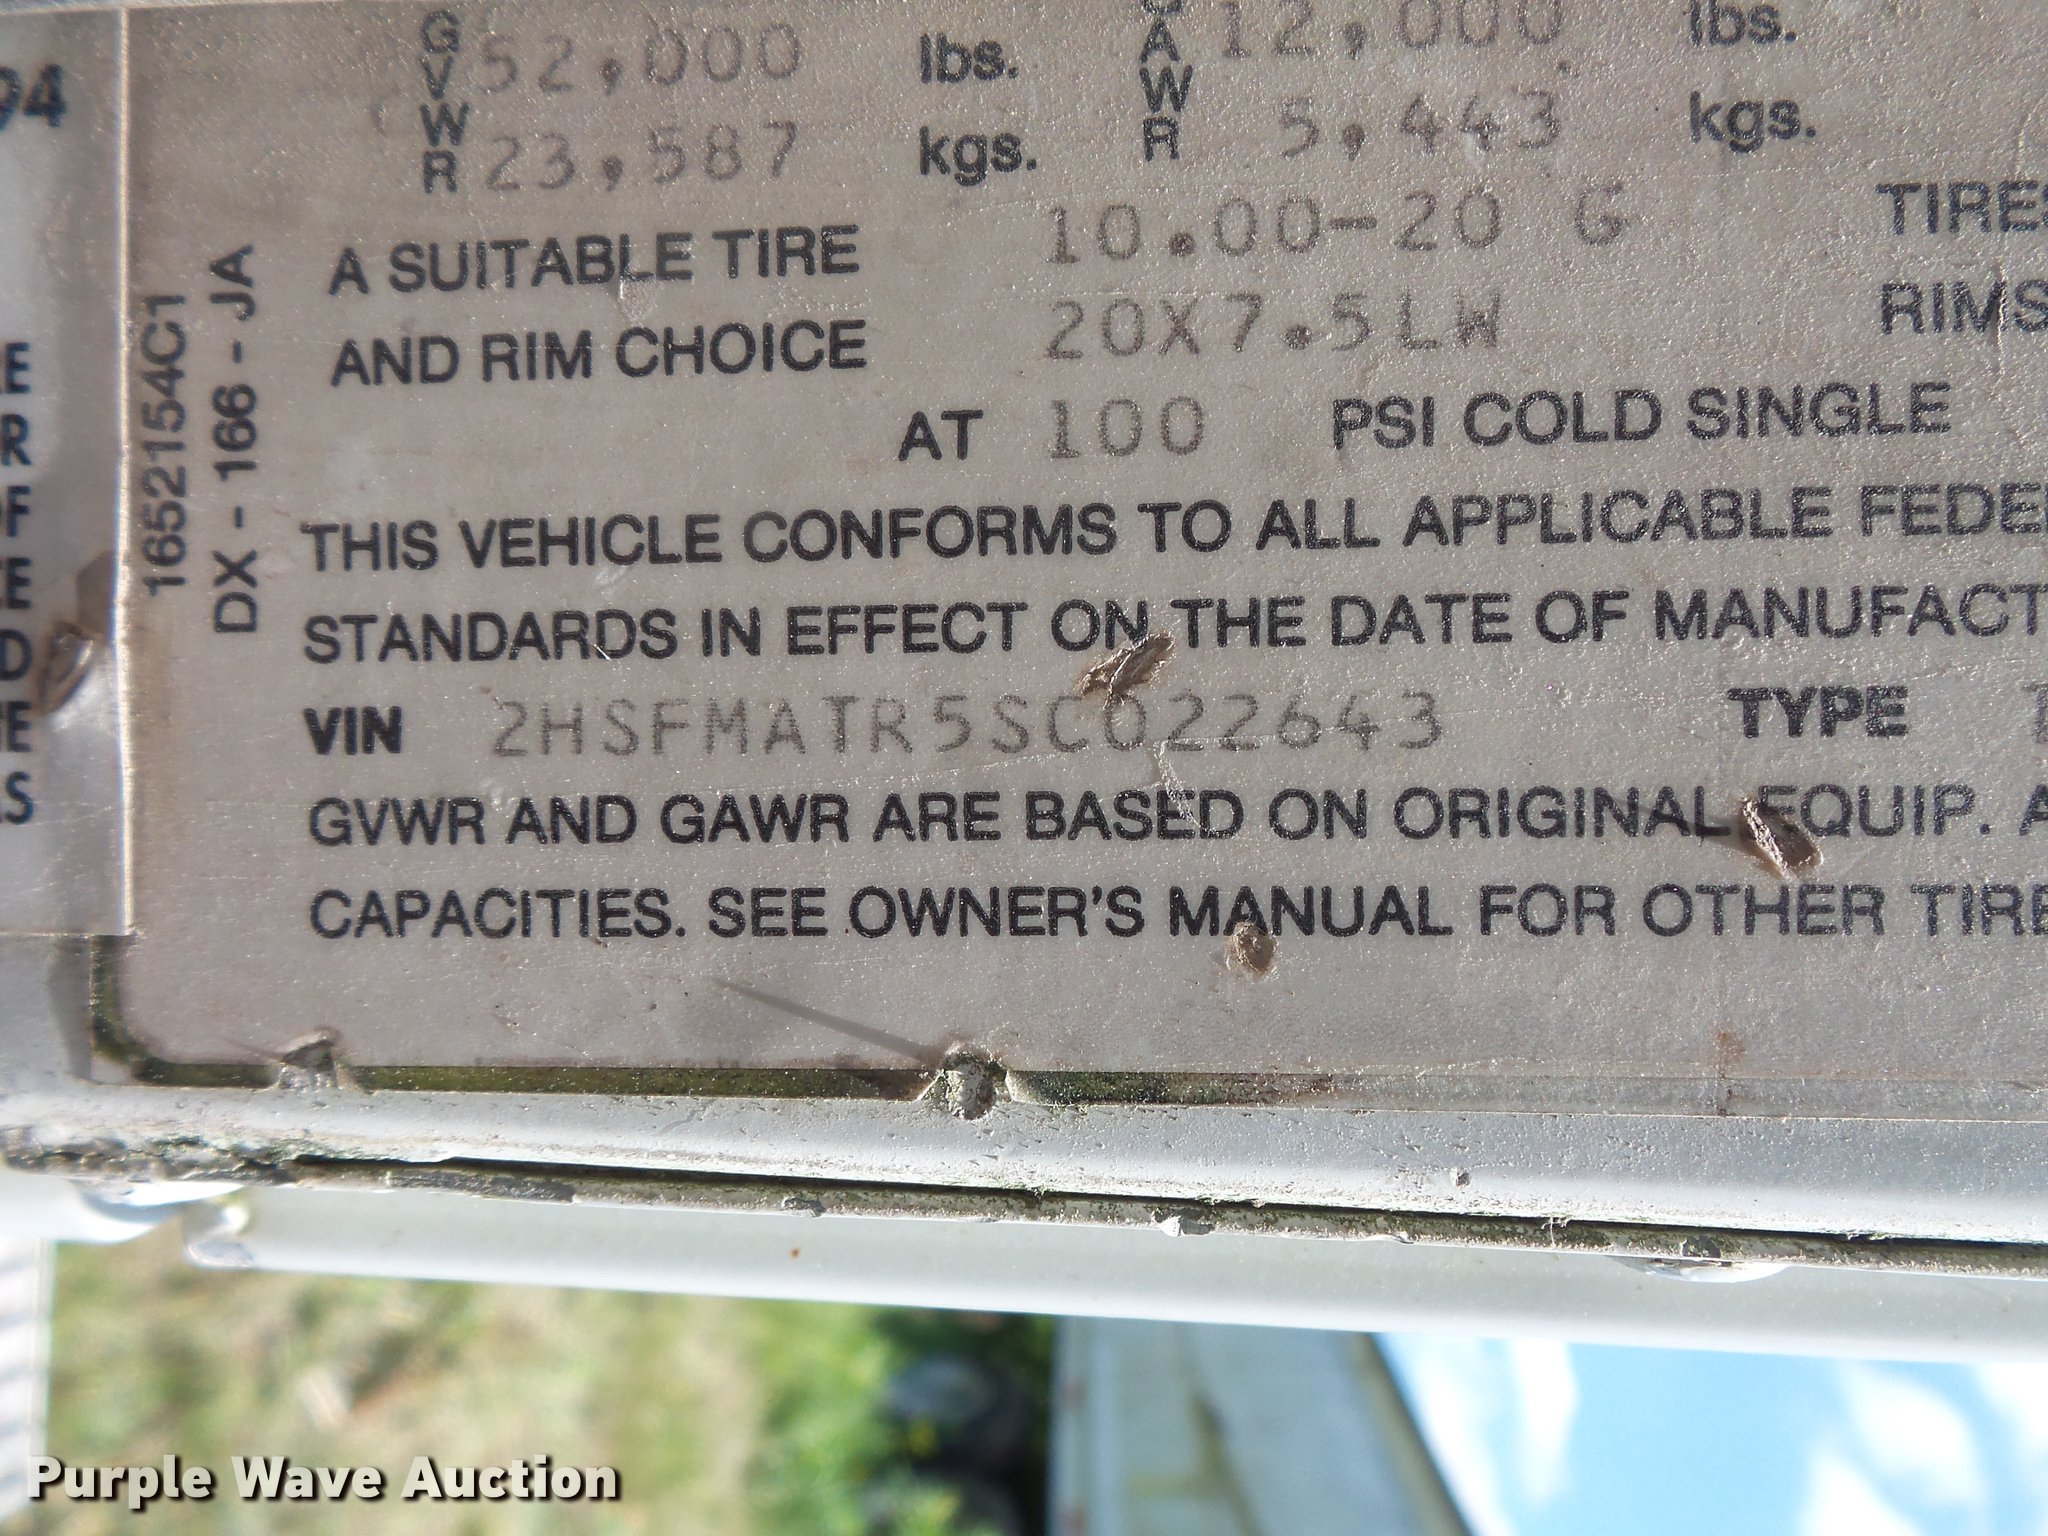 94
E
R
OF
D
1652154C1
DX - 166 - JA
GVWR 52,000 lbs. GAWR 12,000 lbs.
23,587 kgs. 5,443 kgs.
A SUITABLE TIRE 10.00-20 G TIRES
AND RIM CHOICE 20X7.5LW RIMS
AT 100 PSI COLD SINGLE
THIS VEHICLE CONFORMS TO ALL APPLICABLE FEDE
STANDARDS IN EFFECT ON THE DATE OF MANUFACT
VIN 2HSFMATR5SC022643 TYPE
GVWR AND GAWR ARE BASED ON ORIGINAL EQUIP. A
CAPACITIES. SEE OWNER'S MANUAL FOR OTHER TIRE
Purple Wave Auction